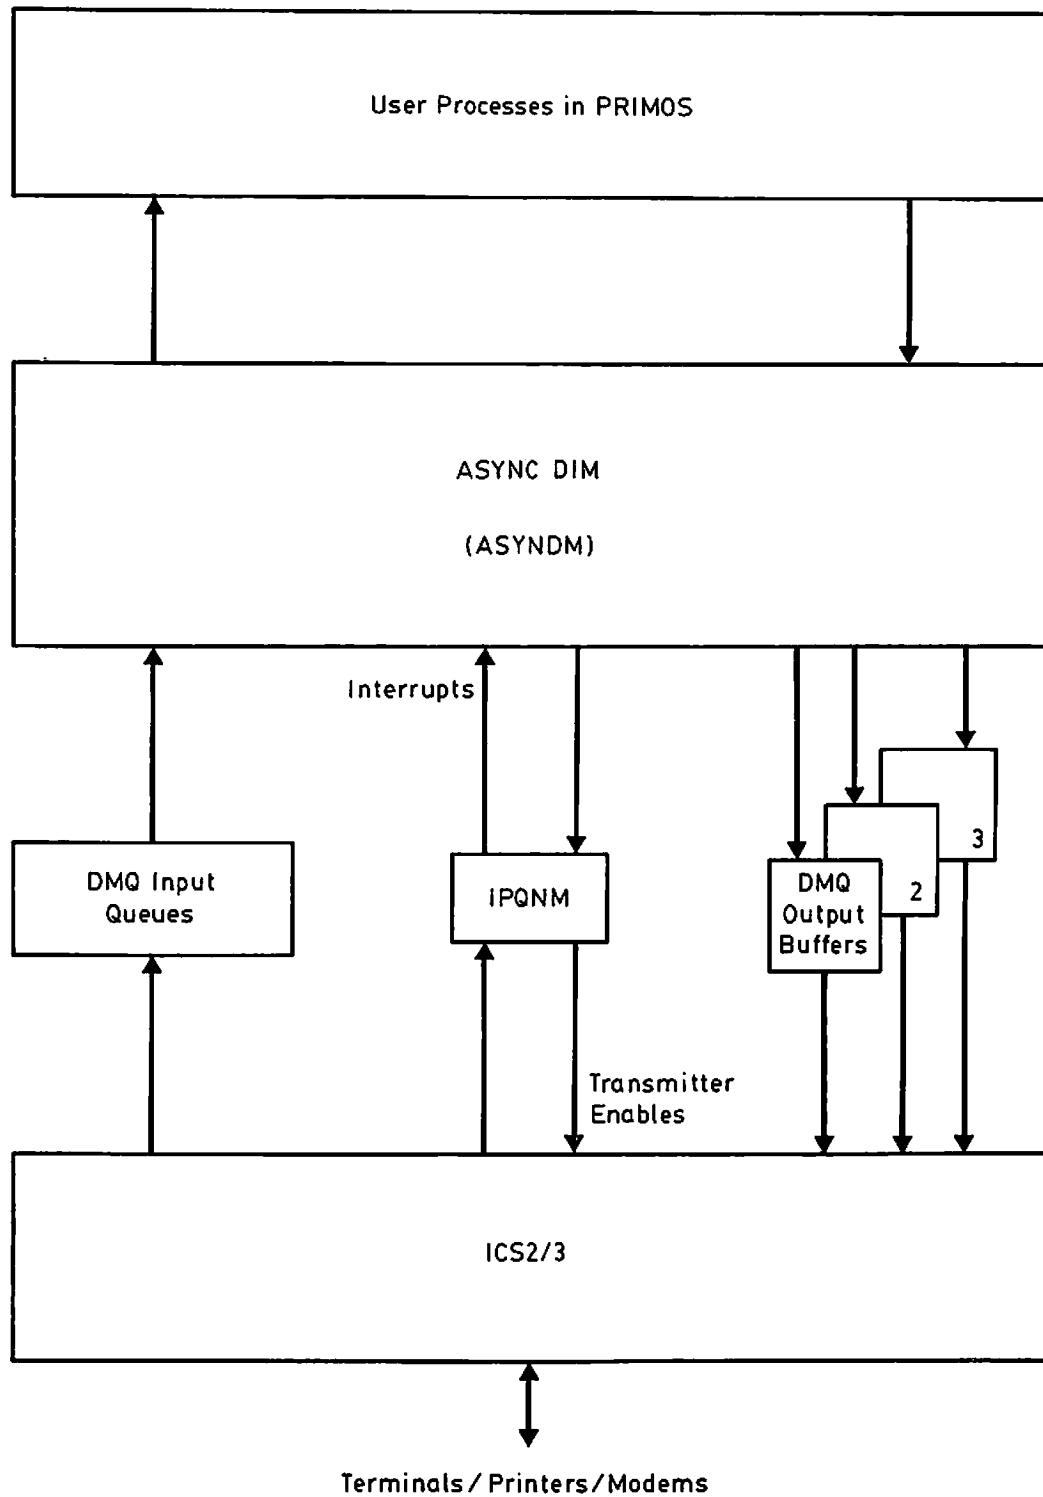 User Processes in PRIMOS
ASYNC DIM
(ASYNDM)
Interrupts
DMQ Input
Queues
IPQNM
DMQ
Output
Buffers
2
3
Transmitter
Enables
ICS2/3
Terminals/Printers/Modems